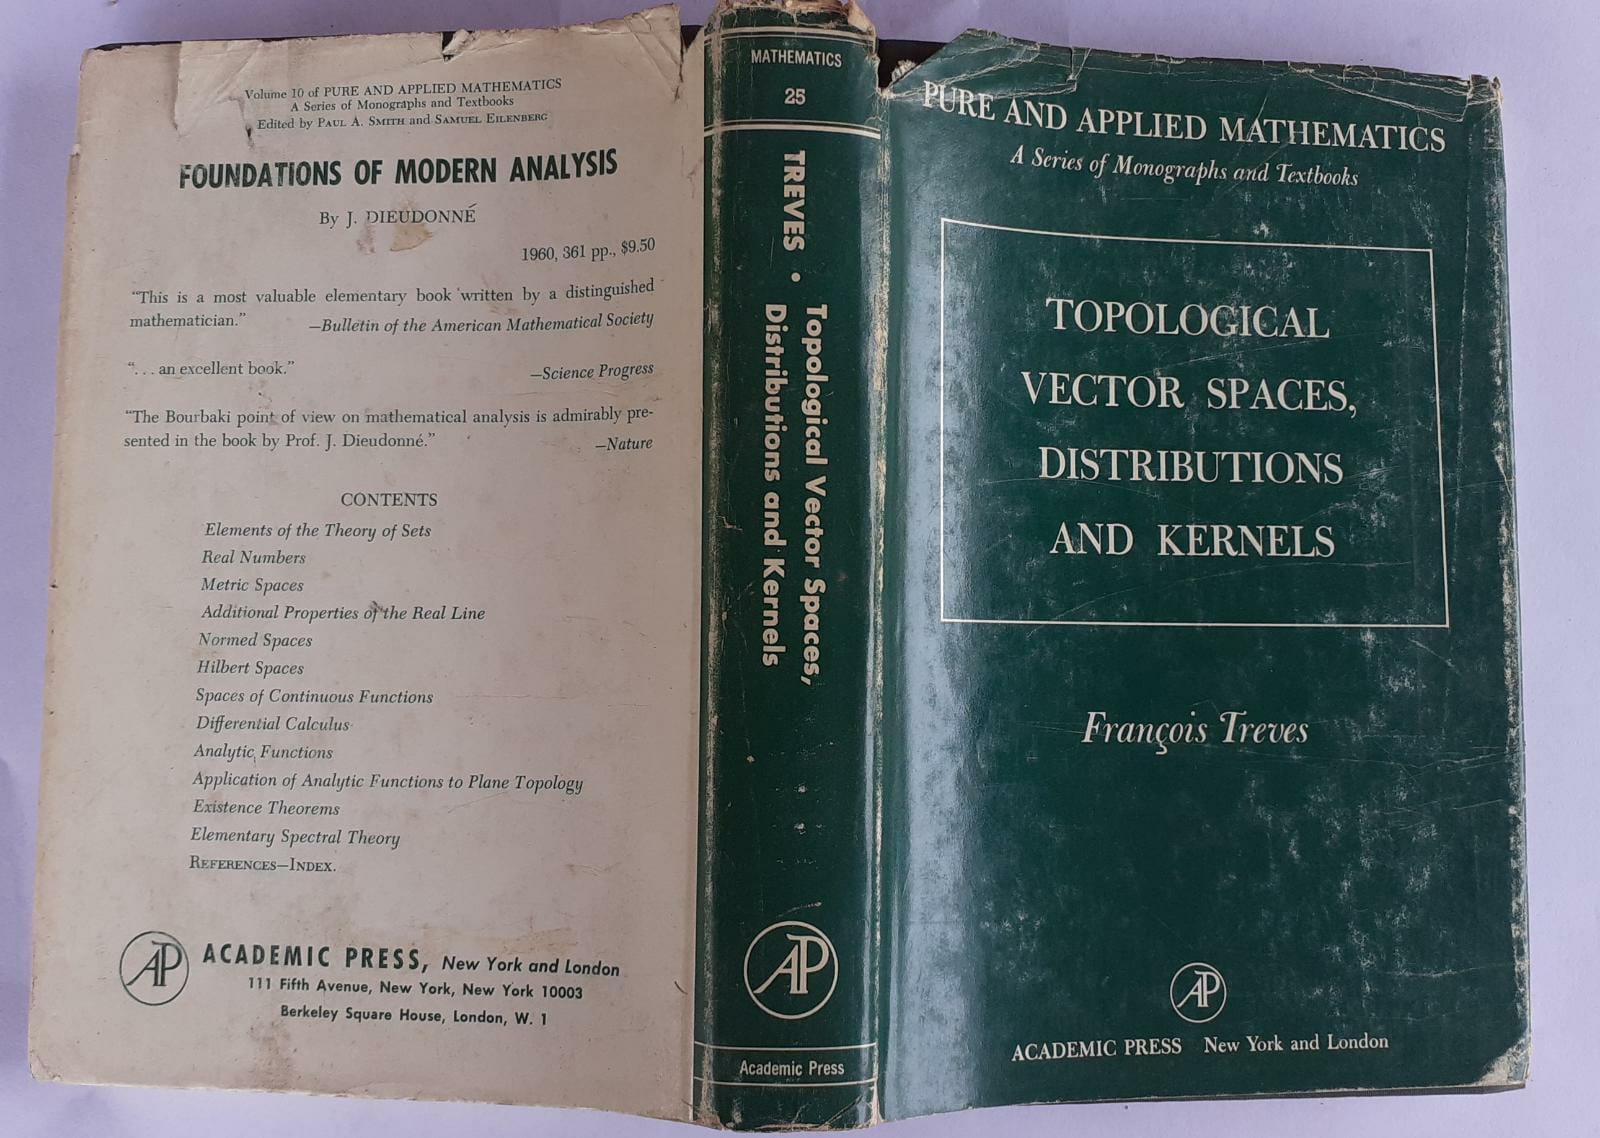 Volume 10 of PURE AND APPLIED MATHEMATICS
A Series of Monographs and Textbooks
Edited by PAUL A. SMITH and SAMUEL EILENBERG
FOUNDATIONS OF MODERN ANALYSIS
By J. DIEUDONNÉ
1960, 361 pp., $9.50
"This is a most valuable elementary book written by a distinguished
mathematician." —Bulletin of the American Mathematical Society
". . . an excellent book." —Science Progress
"The Bourbaki point of view on mathematical analysis is admirably pre-
sented in the book by Prof. J. Dieudonné." —Nature
CONTENTS
Elements of the Theory of Sets
Real Numbers
Metric Spaces
Additional Properties of the Real Line
Normed Spaces
Hilbert Spaces
Spaces of Continuous Functions
Differential Calculus
Analytic Functions
Application of Analytic Functions to Plane Topology
Existence Theorems
Elementary Spectral Theory
REFERENCES—INDEX.
AP
ACADEMIC PRESS, New York and London
111 Fifth Avenue, New York, New York 10003
Berkeley Square House, London, W. 1
MATHEMATICS
25
TREVES • Topological Vector Spaces,
Distributions and Kernels
AP
Academic Press
PURE AND APPLIED MATHEMATICS
A Series of Monographs and Textbooks
TOPOLOGICAL
VECTOR SPACES,
DISTRIBUTIONS
AND KERNELS
François Treves
AP
ACADEMIC PRESS New York and London